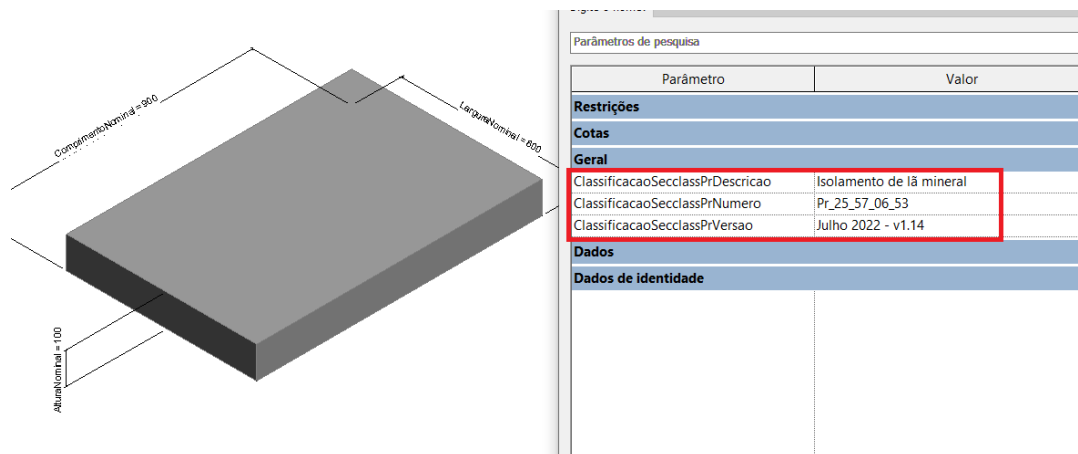 ComprimentoNominal = 900
LarguraNominal = 600
AlturaNominal = 100
Parâmetros de pesquisa
Parâmetro Valor
Restrições
Cotas
Geral
ClassificacaoSecclassPrDescricao Isolamento de lã mineral
ClassificacaoSecclassPrNumero Pr_25_57_06_53
ClassificacaoSecclassPrVersao Julho 2022 - v1.14
Dados
Dados de identidade